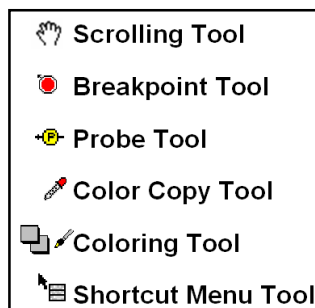 Scrolling Tool
Breakpoint Tool
P Probe Tool
Color Copy Tool
Coloring Tool
Shortcut Menu Tool